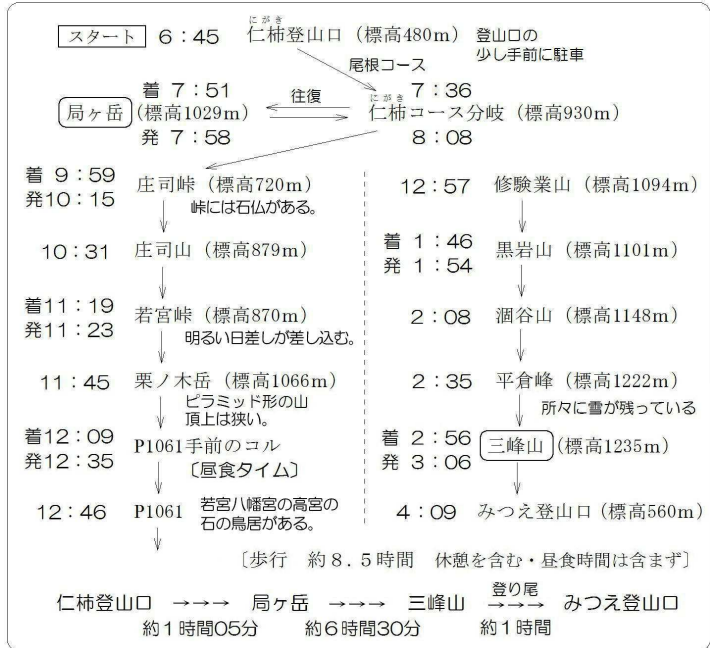 スタート 6：45 仁柿登山口（標高480m） 登山口の
にがき
少し手前に駐車
尾根コース
着 7：51 7：36
局ヶ岳 （標高1029m） 往復 仁柿コース分岐（標高930m）
にがき
発 7：58 8：08
着 9：59
発10：15 庄司峠（標高720m）
峠には石仏がある。
10：31 庄司山（標高879m）
着11：19
発11：23 若宮峠（標高870m）
明るい日差しが差し込む。
11：45 栗ノ木岳（標高1066m）
ピラミッド形の山
頂上は狭い。
着12：09
発12：35 P1061手前のコル
〔昼食タイム〕
12：46 P1061 若宮八幡宮の高宮の
石の鳥居がある。
12：57 修験業山（標高1094m）
着 1：46
発 1：54 黒岩山（標高1101m）
2：08 涸谷山（標高1148m）
2：35 平倉峰（標高1222m）
所々に雪が残っている
着 2：56
発 3：06 三峰山（標高1235m）
4：09 みつえ登山口（標高560m）
〔歩行 約8．5時間 休憩を含む・昼食時間は含まず〕
仁柿登山口 →→→ 局ヶ岳 →→→ 三峰山 登り尾 →→→ みつえ登山口
約1時間05分 約6時間30分 約1時間